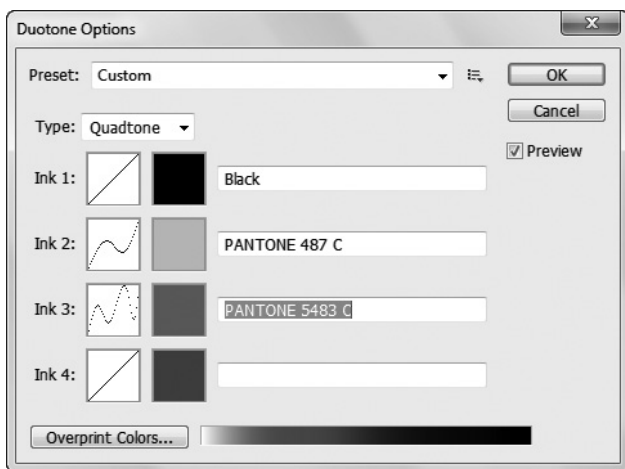 Duotone Options
Preset: Custom
OK
Cancel
Type: Quadtone
Preview
Ink 1: Black
Ink 2: PANTONE 487 C
Ink 3: PANTONE 5483 C
Ink 4:
Overprint Colors...